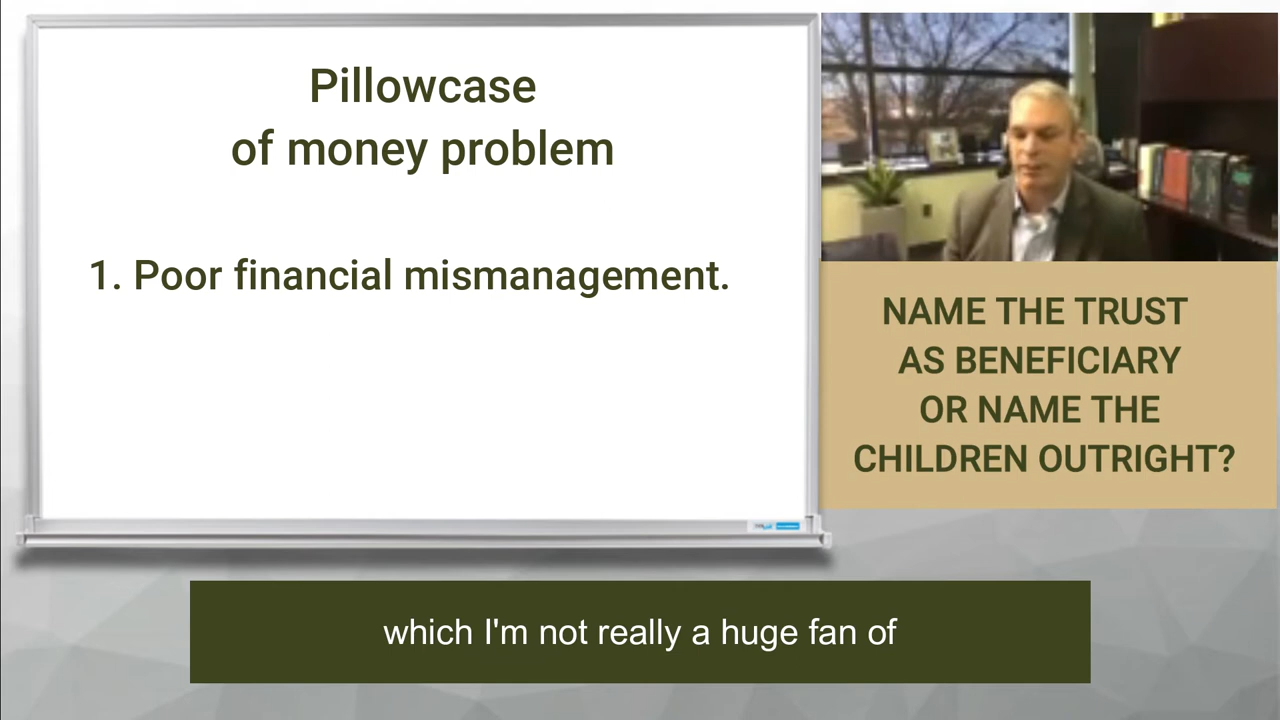 Pillowcase
of money problem
1. Poor financial mismanagement.
NAME THE TRUST
AS BENEFICIARY
OR NAME THE
CHILDREN OUTRIGHT?
which I'm not really a huge fan of